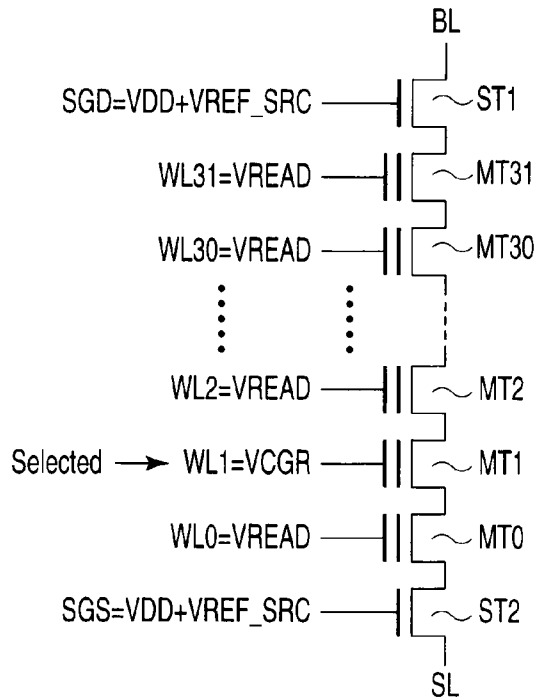 BL
SGD=VDD+VREF_SRC ST1
WL31=VREAD MT31
WL30=VREAD MT30
WL2=VREAD MT2
Selected WL1=VCGR MT1
WL0=VREAD MT0
SGS=VDD+VREF_SRC ST2
SL